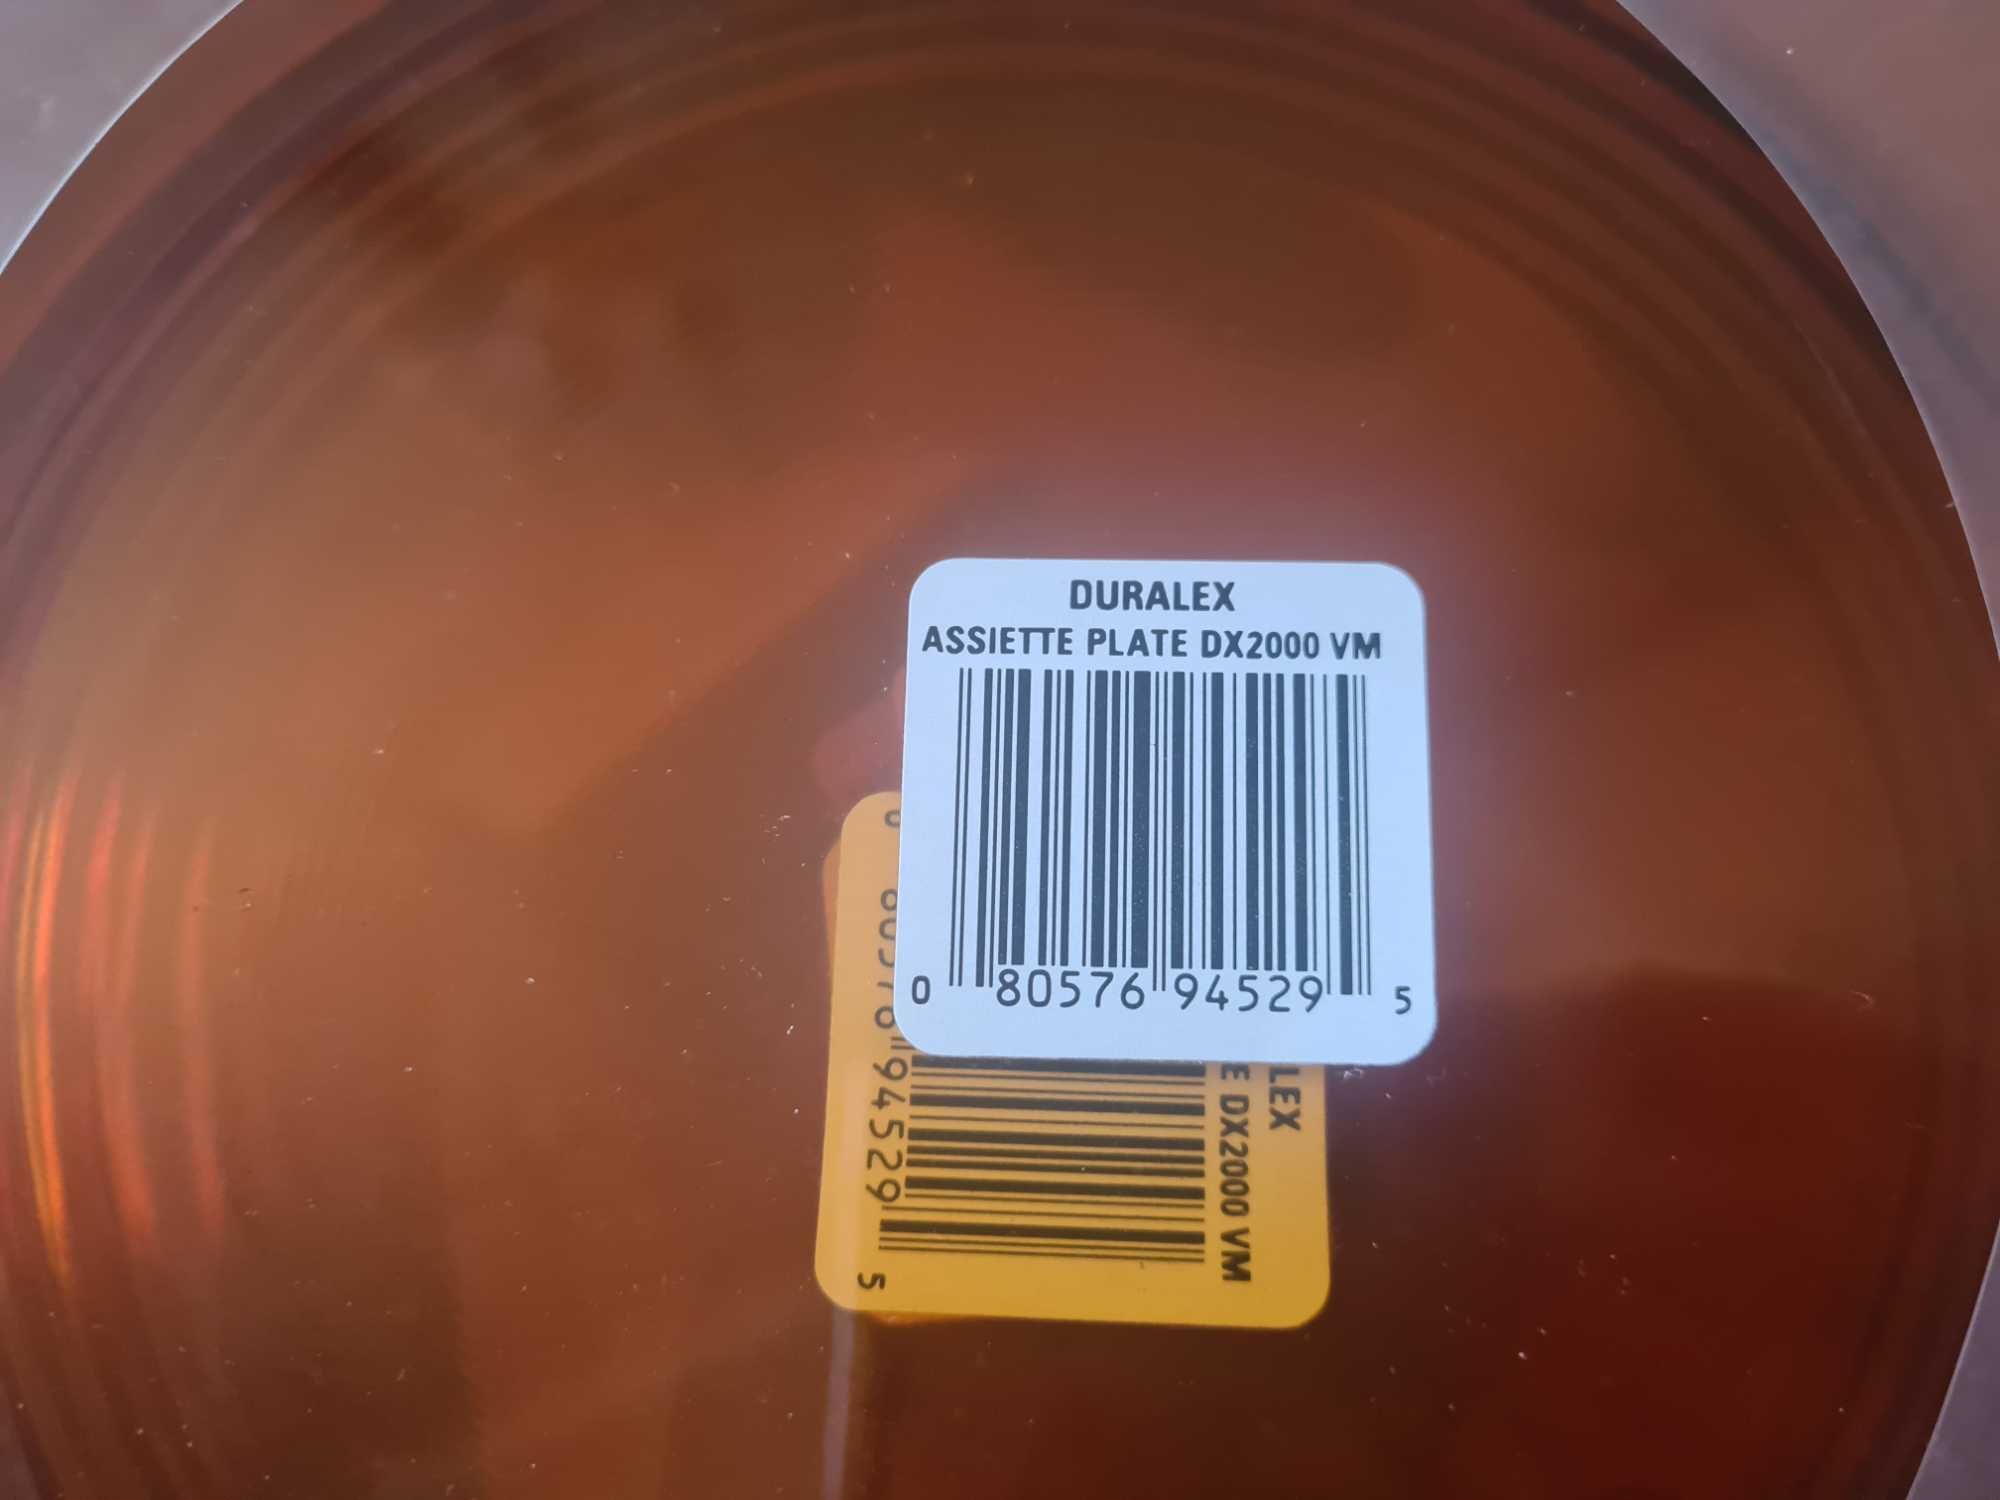 DURALEX
ASSIETTE PLATE DX2000 VM
0 80576 94529 5
LEX
E DX2000 VM
94529 5